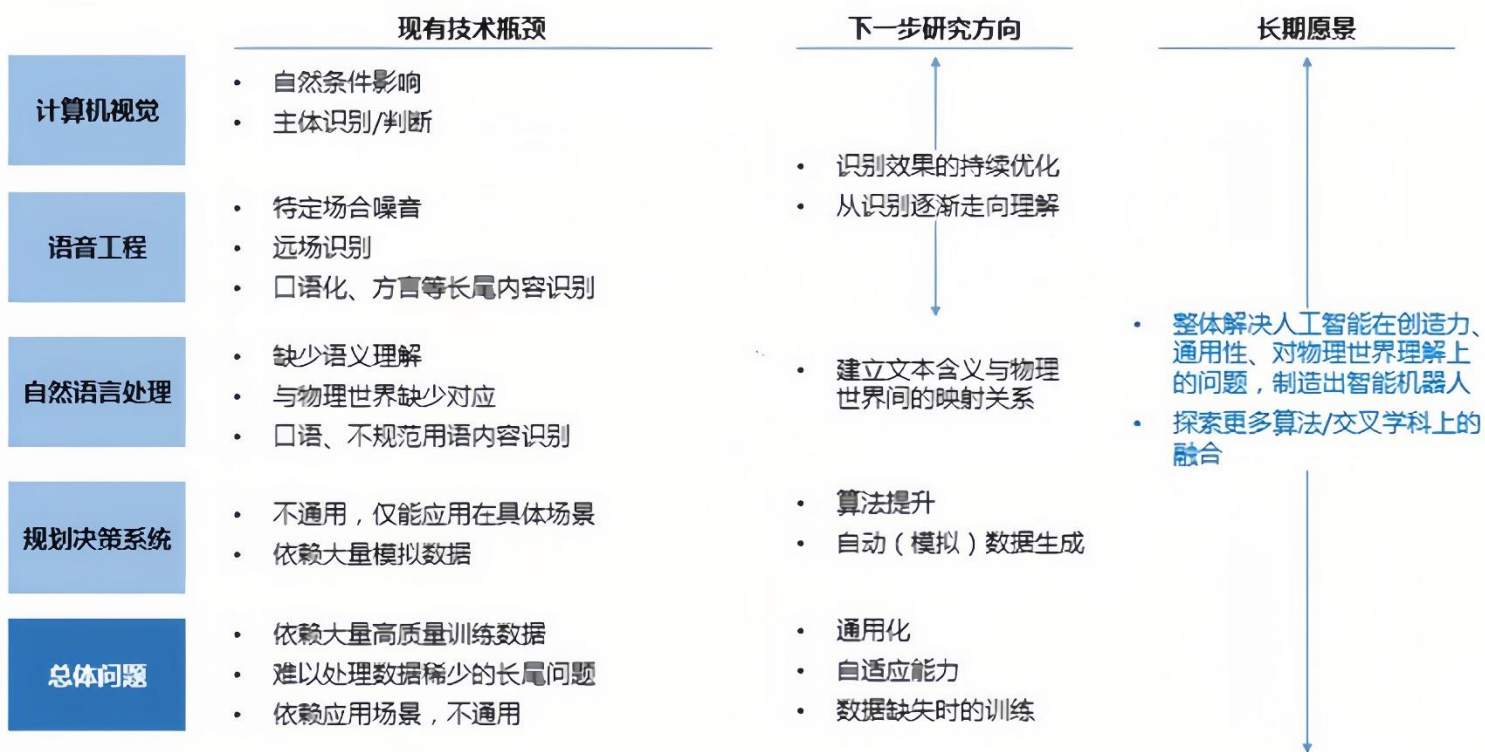 现有技术瓶颈
下一步研究方向
长期愿景
计算机视觉
• 自然条件影响
• 主体识别/判断
• 识别效果的持续优化
• 从识别逐渐走向理解
语音工程
• 特定场合噪音
• 远场识别
• 口语化、方言等长尾内容识别
自然语言处理
• 缺少语义理解
• 与物理世界缺少对应
• 口语、不规范用语内容识别
• 建立文本含义与物理
世界间的映射关系
• 整体解决人工智能在创造力、
通用性、对物理世界理解上
的问题，制造出智能机器人
• 探索更多算法/交叉学科上的
融合
规划决策系统
• 不通用，仅能应用在具体场景
• 依赖大量模拟数据
• 算法提升
• 自动（模拟）数据生成
总体问题
• 依赖大量高质量训练数据
• 难以处理数据稀少的长尾问题
• 依赖应用场景，不通用
• 通用化
• 自适应能力
• 数据缺失时的训练